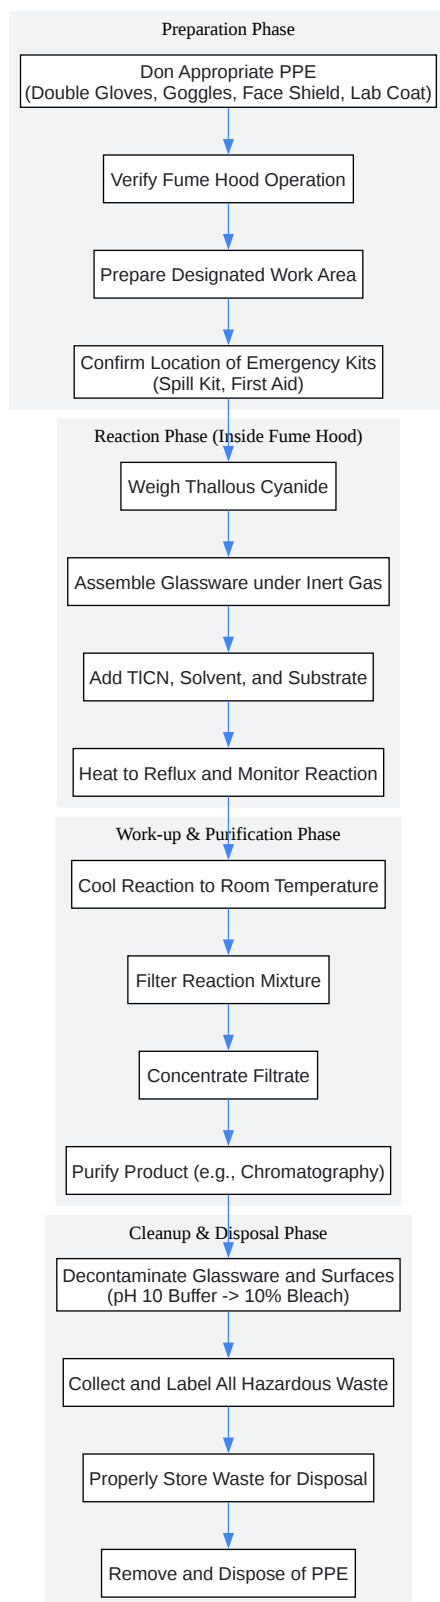 Preparation Phase
Don Appropriate PPE
(Double Gloves, Goggles, Face Shield, Lab Coat)
Verify Fume Hood Operation
Prepare Designated Work Area
Confirm Location of Emergency Kits
(Spill Kit, First Aid)
Reaction Phase (Inside Fume Hood)
Weigh Thallous Cyanide
Assemble Glassware under Inert Gas
Add TlCN, Solvent, and Substrate
Heat to Reflux and Monitor Reaction
Work-up & Purification Phase
Cool Reaction to Room Temperature
Filter Reaction Mixture
Concentrate Filtrate
Purify Product (e.g., Chromatography)
Cleanup & Disposal Phase
Decontaminate Glassware and Surfaces
(pH 10 Buffer -> 10% Bleach)
Collect and Label All Hazardous Waste
Properly Store Waste for Disposal
Remove and Dispose of PPE